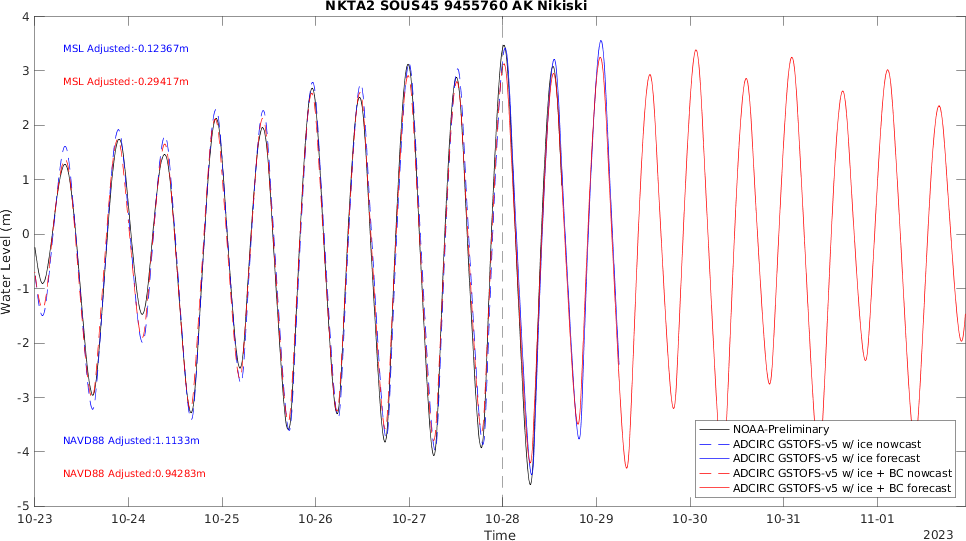 NKTA2 SOUS45 9455760 AK Nikiski
4
3
2
1
0
-1
-2
-3
-4
-5
Water Level (m)
MSL Adjusted:-0.12367m
MSL Adjusted:-0.29417m
NAVD88 Adjusted:1.1133m
NAVD88 Adjusted:0.94283m
NOAA-Preliminary
ADCIRC GSTOFS-v5 w/ ice nowcast
ADCIRC GSTOFS-v5 w/ ice forecast
ADCIRC GSTOFS-v5 w/ ice + BC nowcast
ADCIRC GSTOFS-v5 w/ ice + BC forecast
10-23 10-24 10-25 10-26 10-27 10-28 10-29 10-30 10-31 11-01
Time
2023